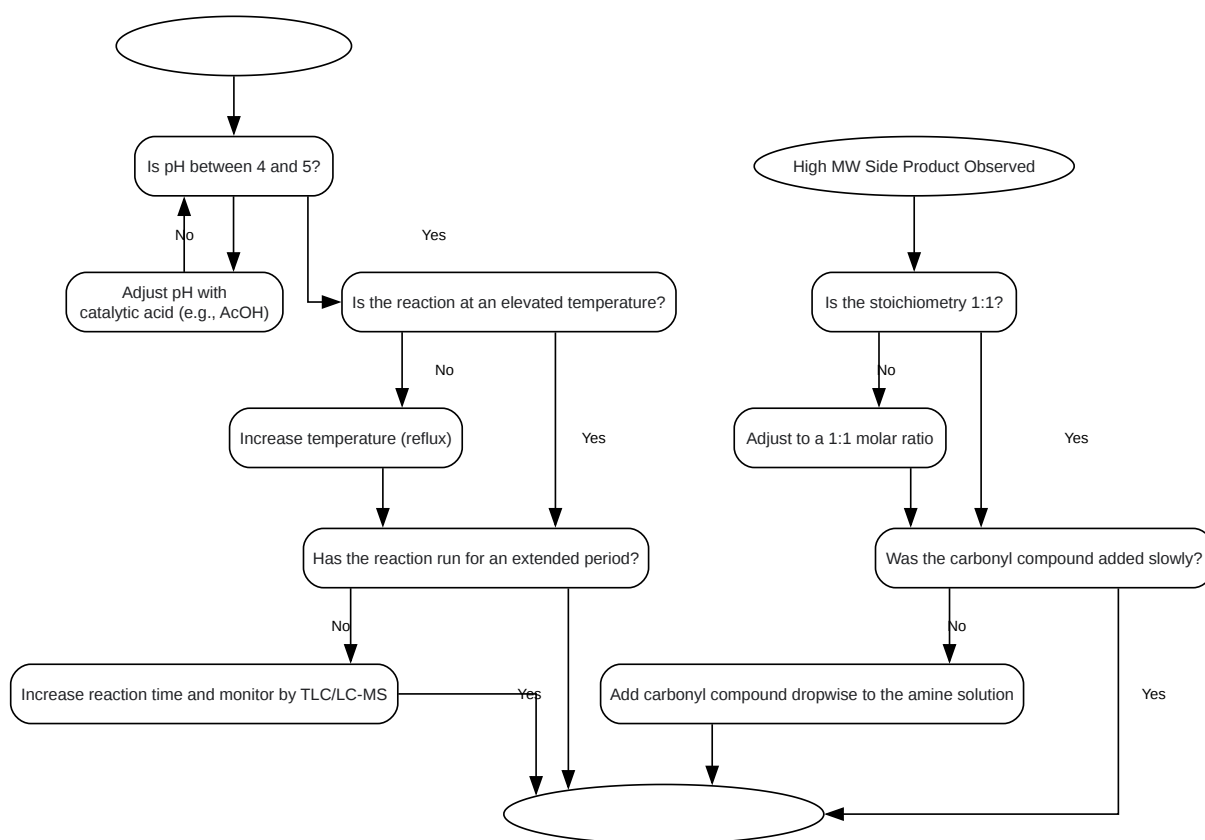 Is pH between 4 and 5?
High MW Side Product Observed
No
Yes
Adjust pH with
catalytic acid (e.g., AcOH)
Is the reaction at an elevated temperature?
Is the stoichiometry 1:1?
No
No
Increase temperature (reflux)
Yes
Adjust to a 1:1 molar ratio
Yes
Has the reaction run for an extended period?
Was the carbonyl compound added slowly?
No
No
Increase reaction time and monitor by TLC/LC-MS
Yes
Add carbonyl compound dropwise to the amine solution
Yes